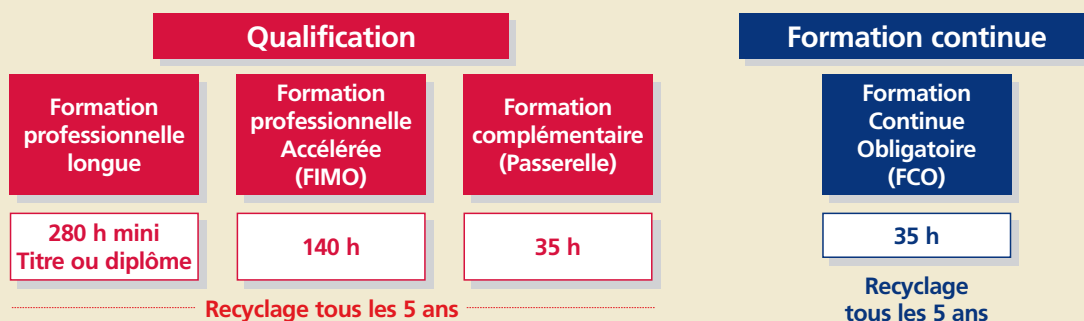 Qualification
Formation
professionnelle
longue
280 h mini
Titre ou diplôme
Formation
professionnelle
Accélérée
(FIMO)
140 h
Formation
complémentaire
(Passerelle)
35 h
Recyclage tous les 5 ans
Formation continue
Formation
Continue
Obligatoire
(FCO)
35 h
Recyclage
tous les 5 ans